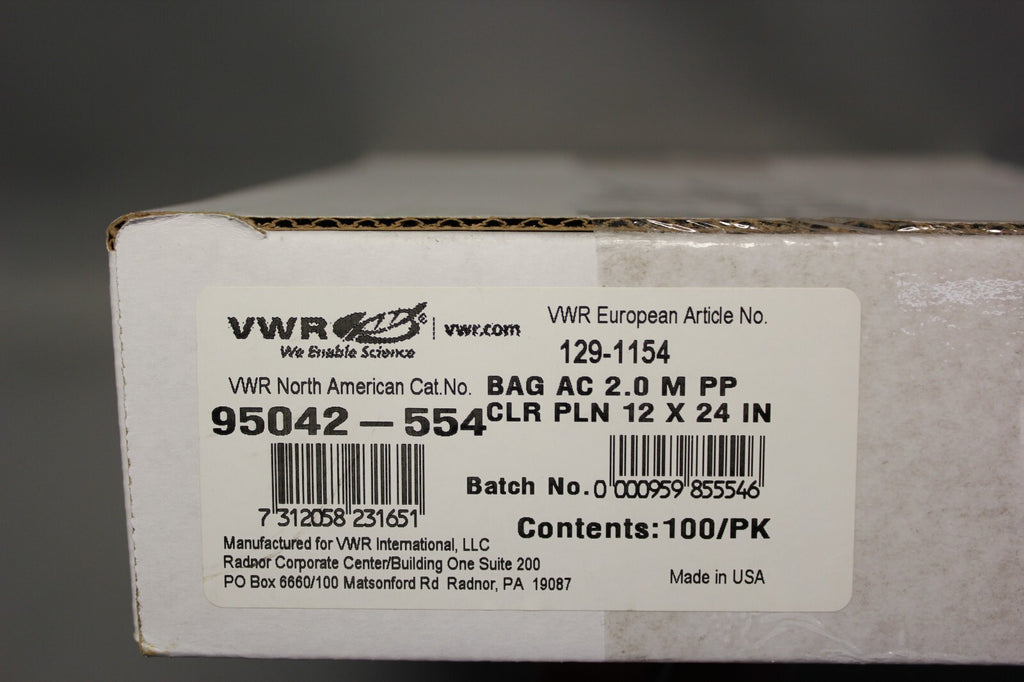 VWR® | vwr.com
We Enable Science
VWR European Article No.
129-1154
VWR North American Cat.No.
95042-554
BAG AC 2.0 M PP
CLR PLN 12 X 24 IN
7 312058 231651
Batch No.
0 000959 855546
Contents:100/PK
Manufactured for VWR International, LLC
Radnor Corporate Center/Building One Suite 200
PO Box 6660/100 Matsonford Rd Radnor, PA 19087
Made in USA